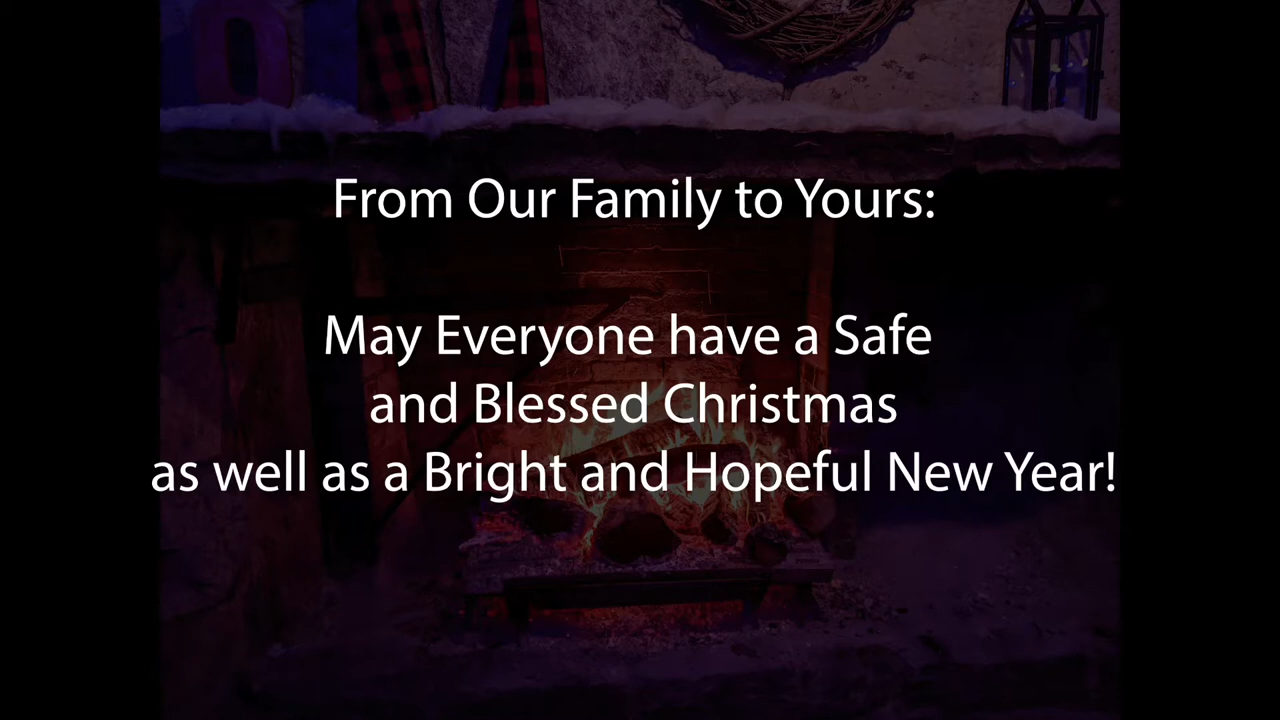 From Our Family to Yours:
May Everyone have a Safe
and Blessed Christmas
as well as a Bright and Hopeful New Year!